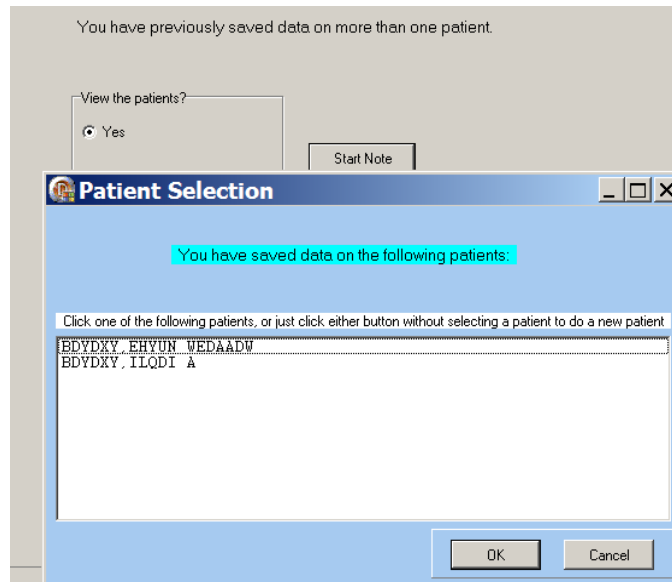 You have previously saved data on more than one patient.
View the patients?
Yes
Start Note
Patient Selection
You have saved data on the following patients:
Click one of the following patients, or just click either button without selecting a patient to do a new patient
BDYDXY,EHYUN WEDAADW
BDYDXY,ILQDI A
OK
Cancel